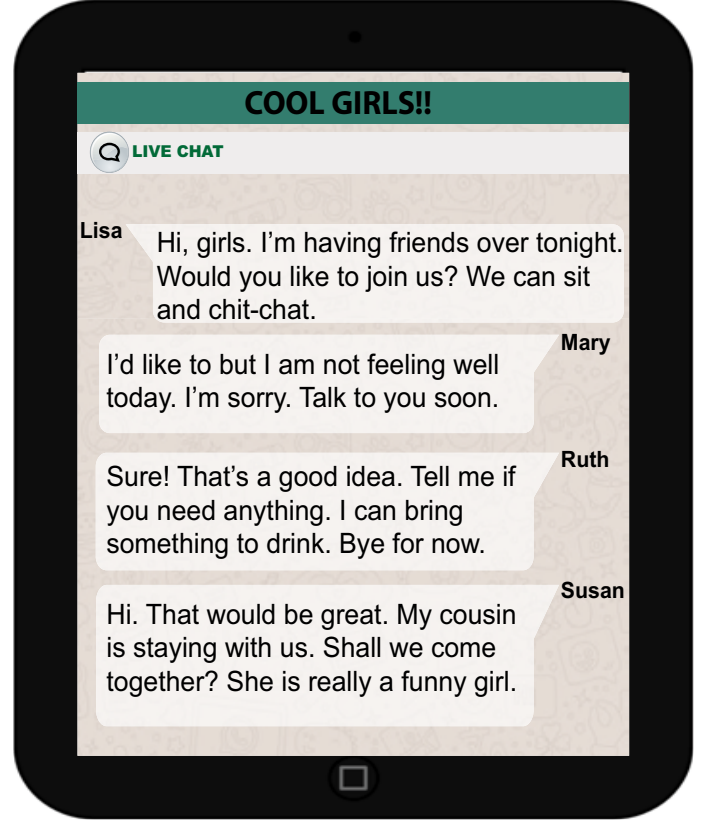 COOL GIRLS!!
LIVE CHAT
Lisa
Hi, girls. I'm having friends over tonight.
Would you like to join us? We can sit
and chit-chat.
Mary
I'd like to but I am not feeling well
today. I'm sorry. Talk to you soon.
Ruth
Sure! That's a good idea. Tell me if
you need anything. I can bring
something to drink. Bye for now.
Susan
Hi. That would be great. My cousin
is staying with us. Shall we come
together? She is really a funny girl.